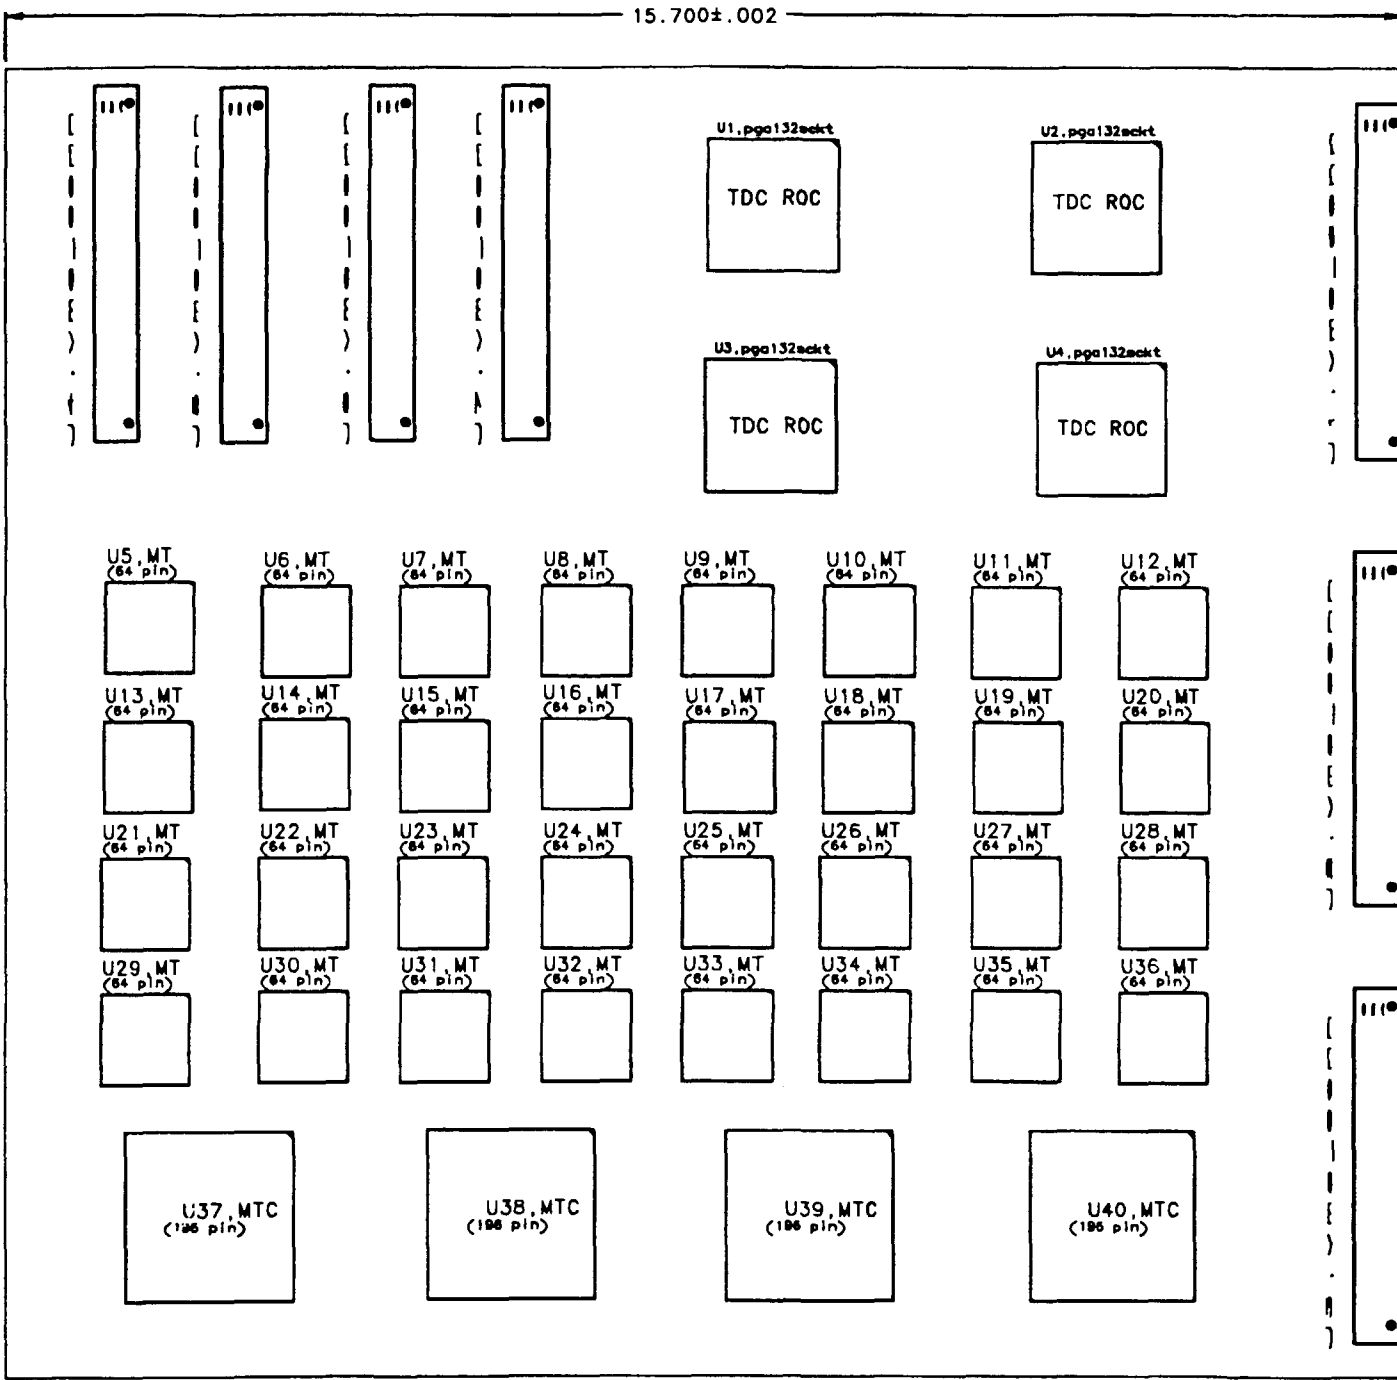 15.700±.002
U1,pga132sckt
TDC ROC
U2,pga132sckt
TDC ROC
U3,pga132sckt
TDC ROC
U4,pga132sckt
TDC ROC
U5,MT
(64 pin)
U6,MT
(64 pin)
U7,MT
(64 pin)
U8,MT
(64 pin)
U9,MT
(64 pin)
U10,MT
(64 pin)
U11,MT
(64 pin)
U12,MT
(64 pin)
U13,MT
(64 pin)
U14,MT
(64 pin)
U15,MT
(64 pin)
U16,MT
(64 pin)
U17,MT
(64 pin)
U18,MT
(64 pin)
U19,MT
(64 pin)
U20,MT
(64 pin)
U21,MT
(64 pin)
U22,MT
(64 pin)
U23,MT
(64 pin)
U24,MT
(64 pin)
U25,MT
(64 pin)
U26,MT
(64 pin)
U27,MT
(64 pin)
U28,MT
(64 pin)
U29,MT
(64 pin)
U30,MT
(64 pin)
U31,MT
(64 pin)
U32,MT
(64 pin)
U33,MT
(64 pin)
U34,MT
(64 pin)
U35,MT
(64 pin)
U36,MT
(64 pin)
U37,MTC
(196 pin)
U38,MTC
(196 pin)
U39,MTC
(196 pin)
U40,MTC
(196 pin)